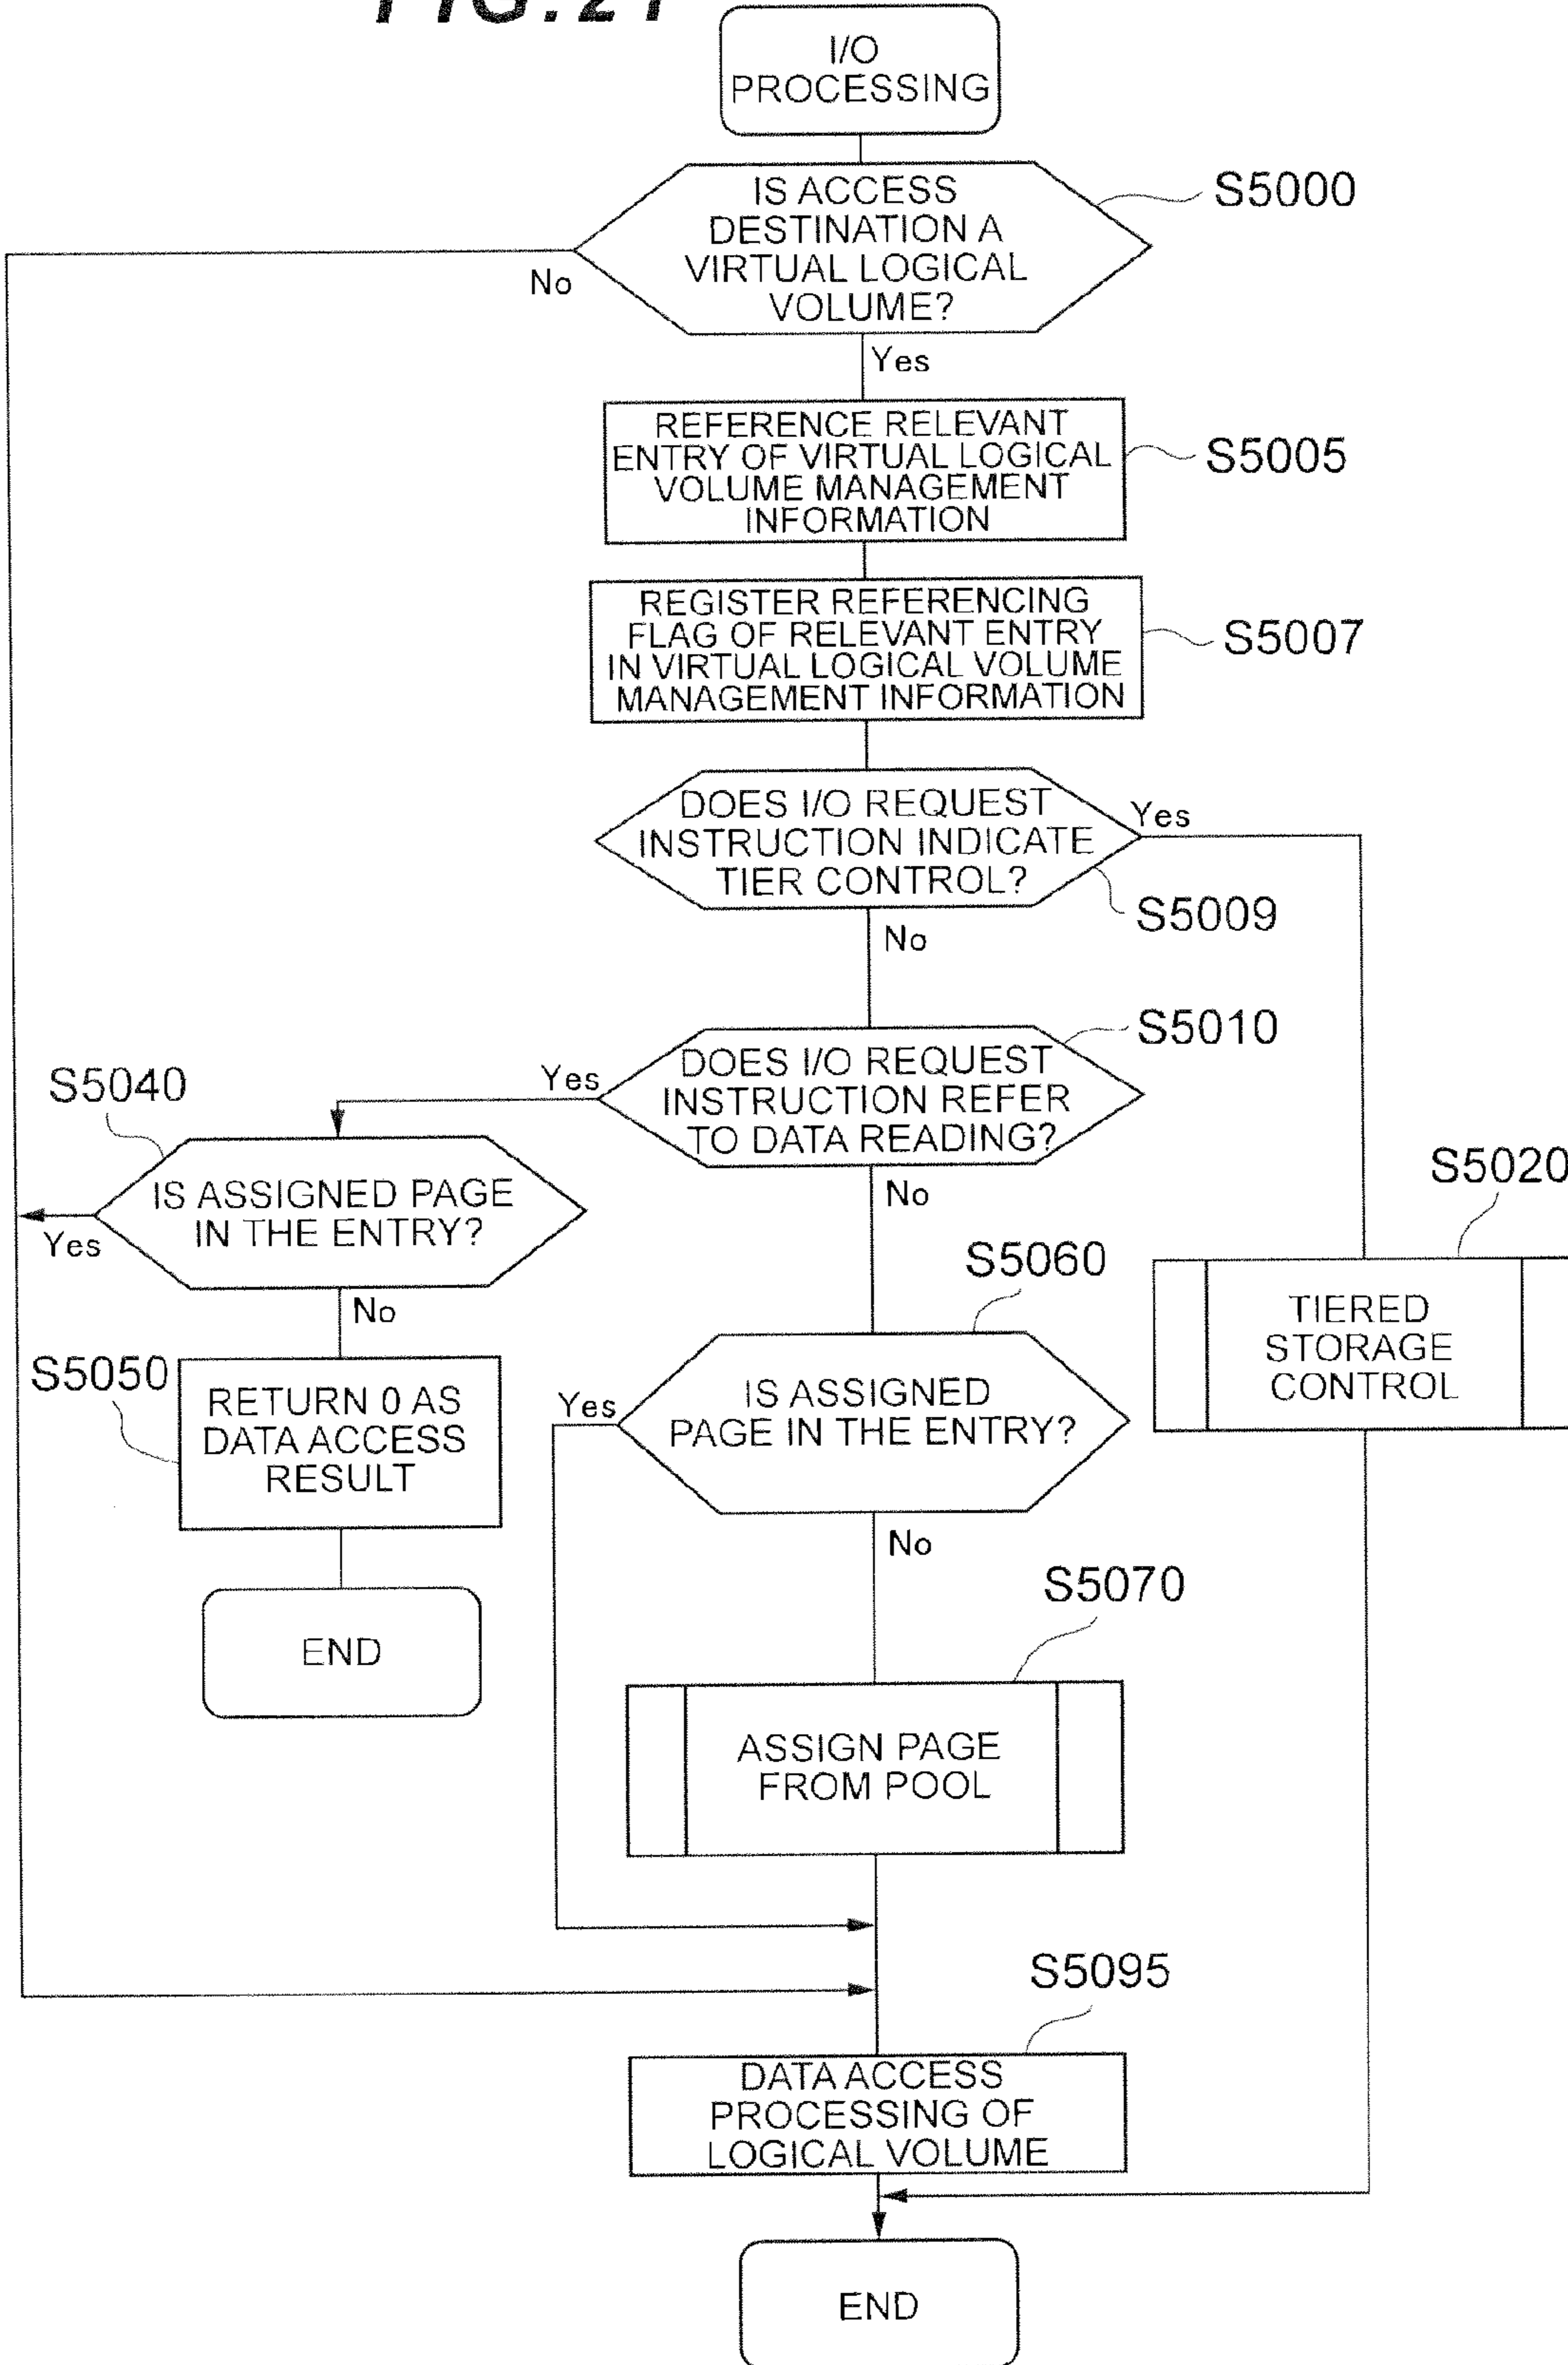 FIG. 21
I/O
PROCESSING
IS ACCESS
DESTINATION A
VIRTUAL LOGICAL
VOLUME?
S5000
No
Yes
REFERENCE RELEVANT
ENTRY OF VIRTUAL LOGICAL
VOLUME MANAGEMENT
INFORMATION
S5005
REGISTER REFERENCING
FLAG OF RELEVANT ENTRY
IN VIRTUAL LOGICAL VOLUME
MANAGEMENT INFORMATION
S5007
DOES I/O REQUEST
INSTRUCTION INDICATE
TIER CONTROL?
Yes
S5009
No
DOES I/O REQUEST
INSTRUCTION REFER
TO DATA READING?
S5010
Yes
No
S5040
IS ASSIGNED PAGE
IN THE ENTRY?
Yes
No
S5020
TIERED
STORAGE
CONTROL
S5060
IS ASSIGNED
PAGE IN THE ENTRY?
Yes
No
S5050
RETURN 0 AS
DATA ACCESS
RESULT
END
S5070
ASSIGN PAGE
FROM POOL
S5095
DATA ACCESS
PROCESSING OF
LOGICAL VOLUME
END